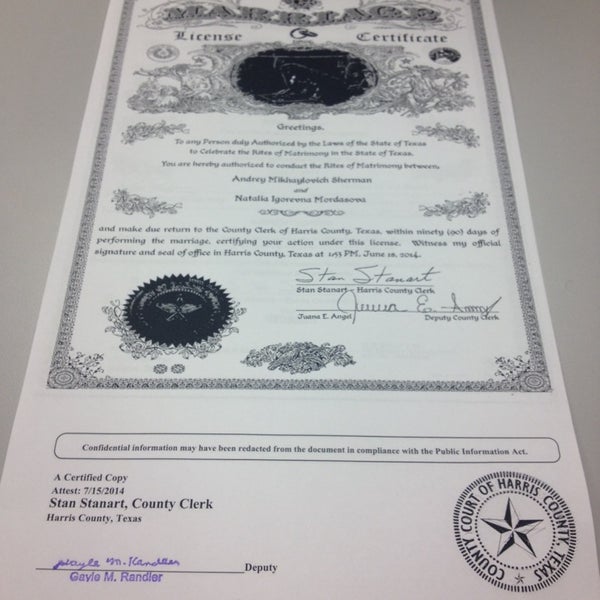 MARRIAGE
License Certificate
Greetings.
To any Person duly Authorized by the Laws of the State of Texas
to Celebrate the Rites of Matrimony in the State of Texas.
You are hereby authorized to conduct the Rites of Matrimony between,
Andrey Mikhaylovich Sherman
and
Natalia Igorevna Mordasova
and make due return to the County Clerk of Harris County, Texas, within ninety (90) days of
performing the marriage, certifying your action under this license. Witness my official
signature and seal of office in Harris County, Texas at 1:53 PM, June 18, 2014.
Stan Stanart
Stan Stanart - Harris County Clerk
Juana E. Angel Deputy County Clerk
Confidential information may have been redacted from the document in compliance with the Public Information Act.
A Certified Copy
Attest: 7/15/2014
Stan Stanart, County Clerk
Harris County, Texas
Gayle M. Randler
Deputy
Gayle M. Randler
COUNTY COURT OF HARRIS COUNTY, TEXAS